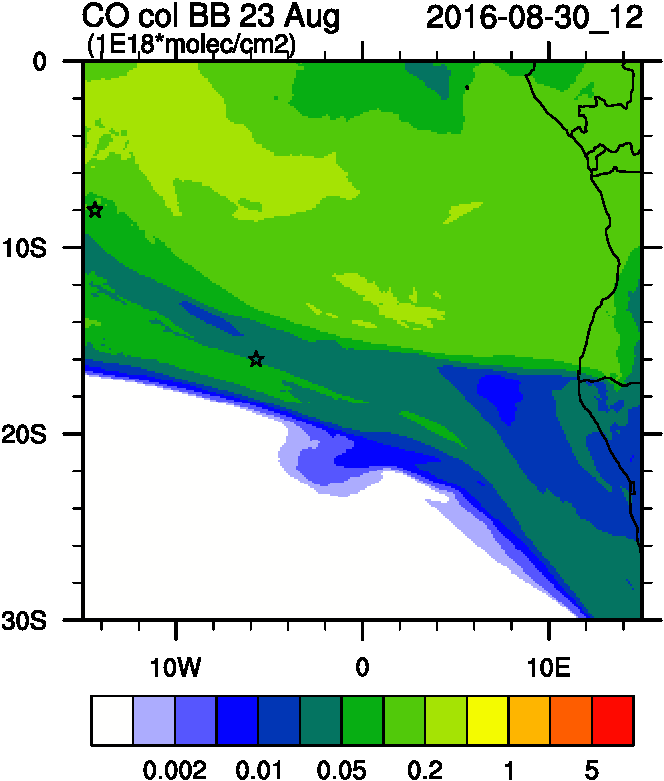 CO col BB 23 Aug 2016-08-30_12
(1E18*molec/cm2)
0
10S
20S
30S
10W 0 10E
0.002 0.01 0.05 0.2 1 5